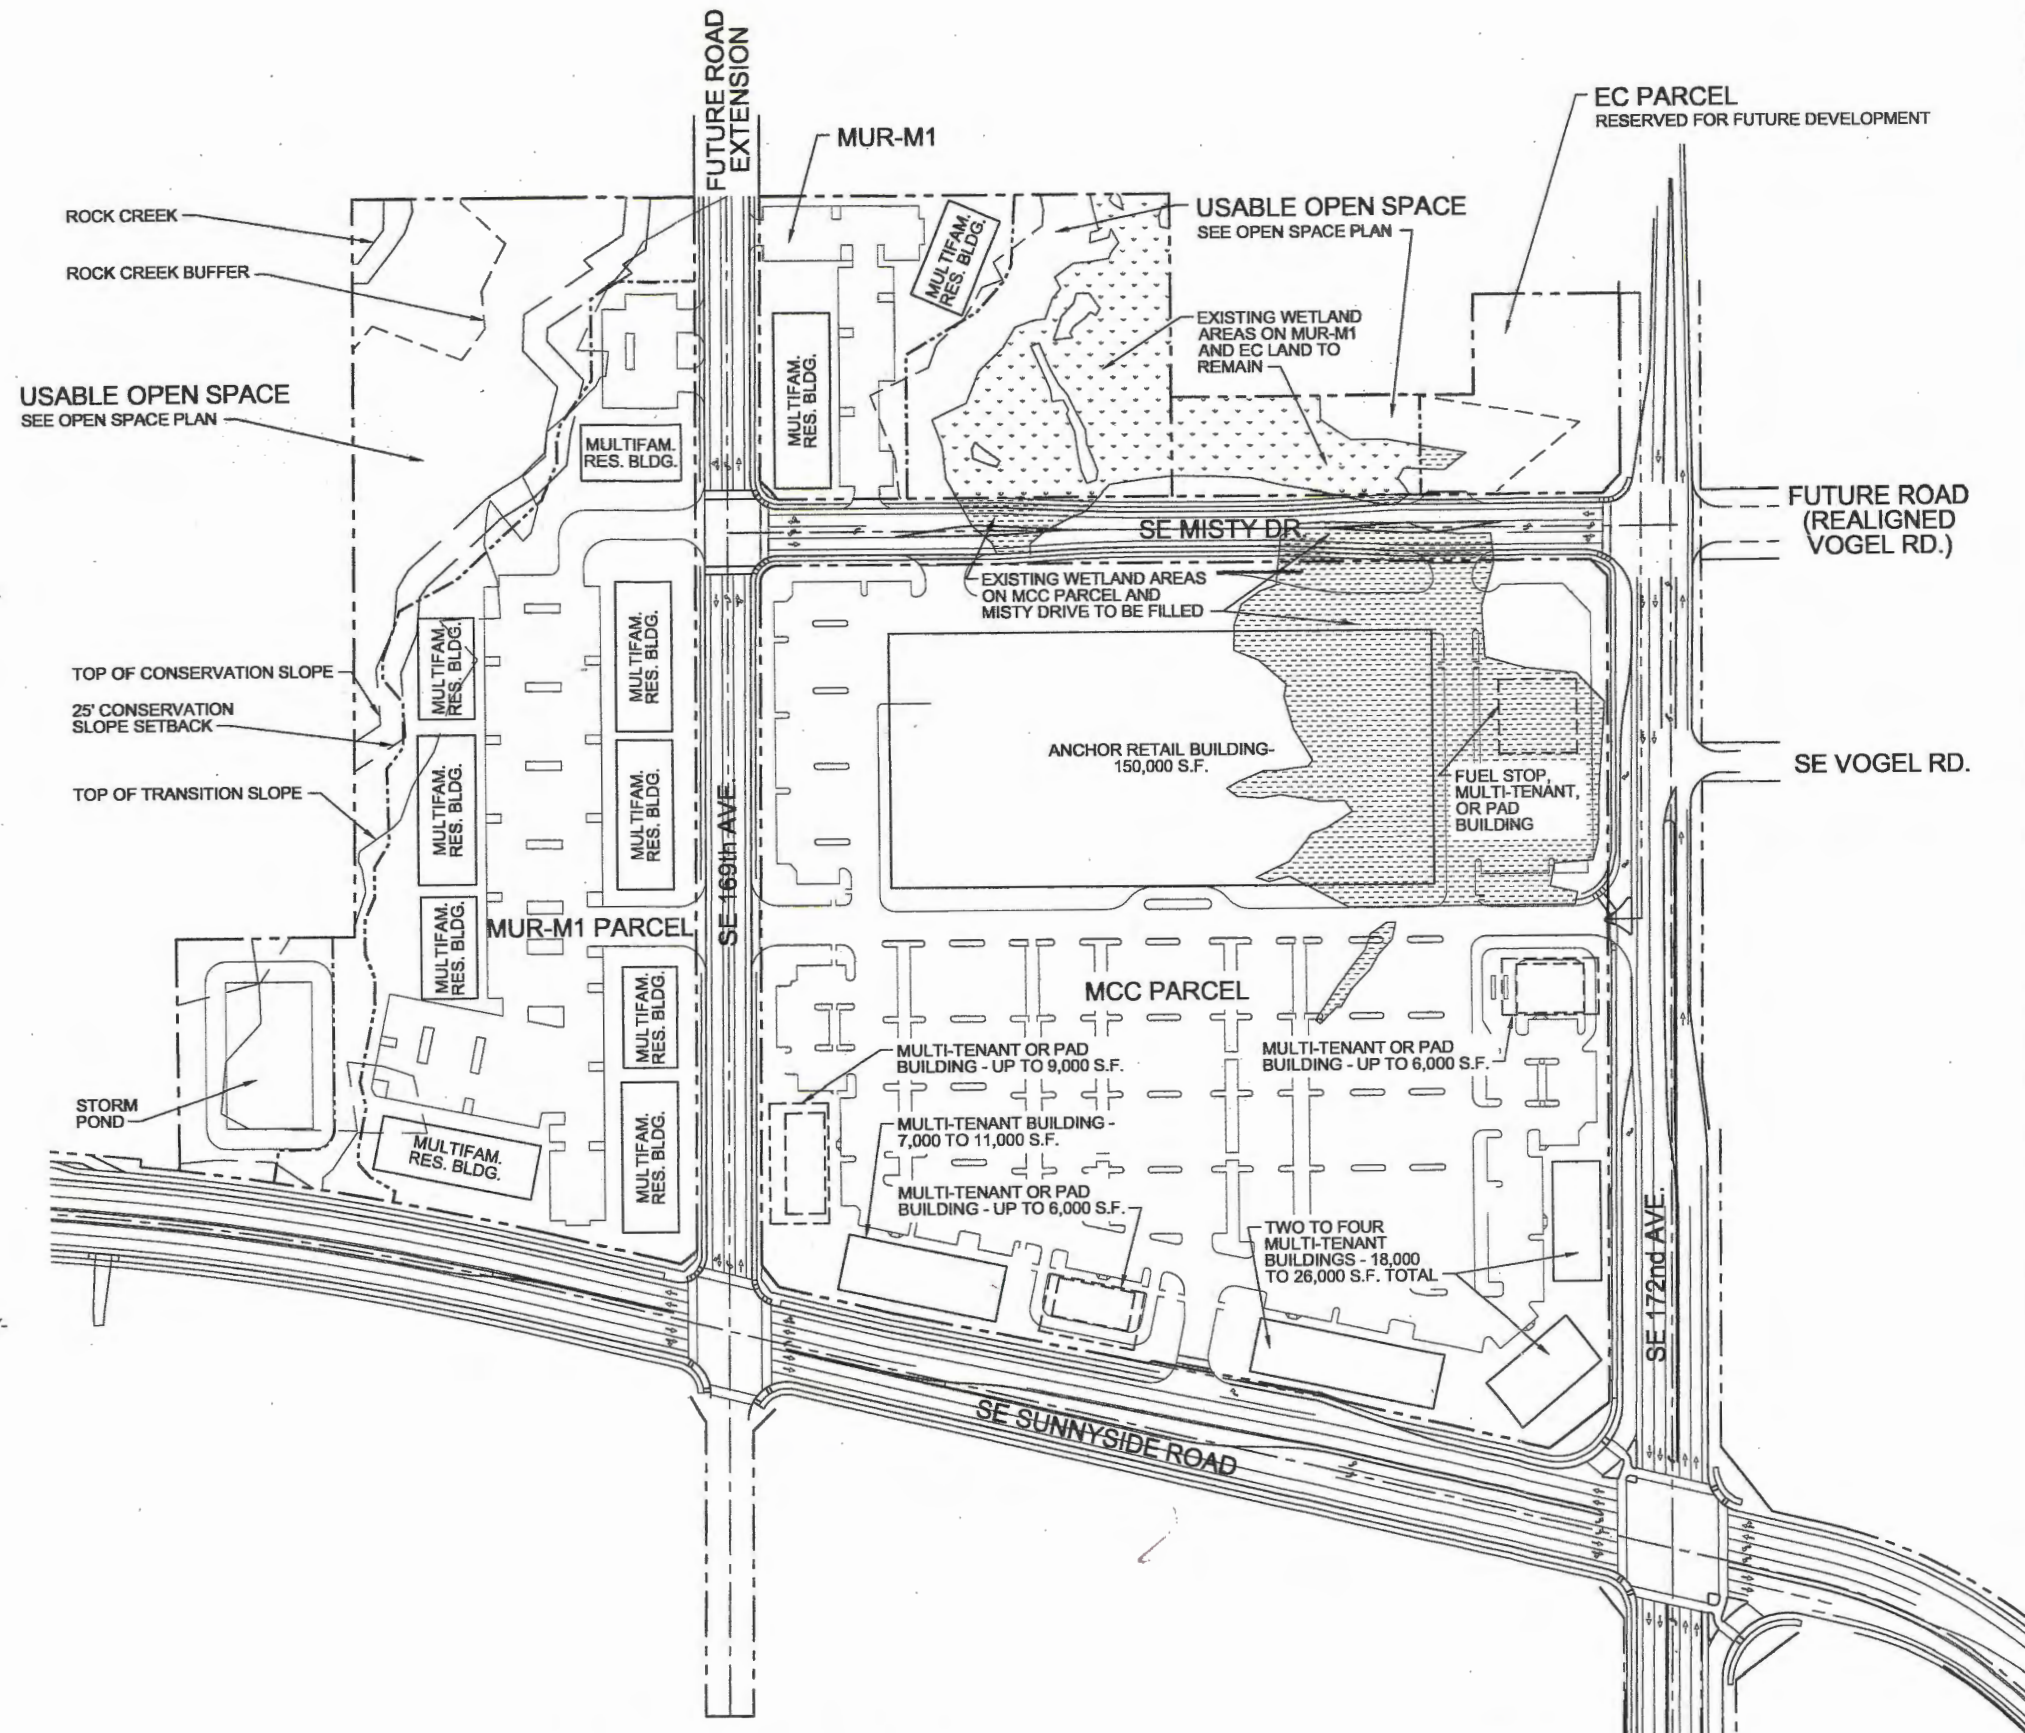 FUTURE ROAD
EXTENSION
MUR-M1
EC PARCEL
RESERVED FOR FUTURE DEVELOPMENT
ROCK CREEK
ROCK CREEK BUFFER
USABLE OPEN SPACE
SEE OPEN SPACE PLAN
MULTIFAM.
RES. BLDG.
USABLE OPEN SPACE
SEE OPEN SPACE PLAN
EXISTING WETLAND
AREAS ON MUR-M1
AND EC LAND TO
REMAIN
MULTIFAM.
RES. BLDG.
MULTIFAM.
RES. BLDG.
FUTURE ROAD
(REALIGNED
VOGEL RD.)
SE MISTY DR.
EXISTING WETLAND AREAS
ON MCC PARCEL AND
MISTY DRIVE TO BE FILLED
MULTIFAM.
RES. BLDG.
MULTIFAM.
RES. BLDG.
TOP OF CONSERVATION SLOPE
25' CONSERVATION
SLOPE SETBACK
TOP OF TRANSITION SLOPE
MULTIFAM.
RES. BLDG.
MULTIFAM.
RES. BLDG.
SE 169th AVE.
ANCHOR RETAIL BUILDING-
150,000 S.F.
FUEL STOP,
MULTI-TENANT,
OR PAD
BUILDING
SE VOGEL RD.
MULTIFAM.
RES. BLDG.
MUR-M1 PARCEL
MULTIFAM.
RES. BLDG.
MCC PARCEL
MULTI-TENANT OR PAD
BUILDING - UP TO 9,000 S.F.
MULTI-TENANT OR PAD
BUILDING - UP TO 6,000 S.F.
STORM
POND
MULTIFAM.
RES. BLDG.
MULTIFAM.
RES. BLDG.
MULTI-TENANT BUILDING -
7,000 TO 11,000 S.F.
MULTI-TENANT OR PAD
BUILDING - UP TO 6,000 S.F.
TWO TO FOUR
MULTI-TENANT
BUILDINGS - 18,000
TO 26,000 S.F. TOTAL
SE 172nd AVE.
SE SUNNYSIDE ROAD